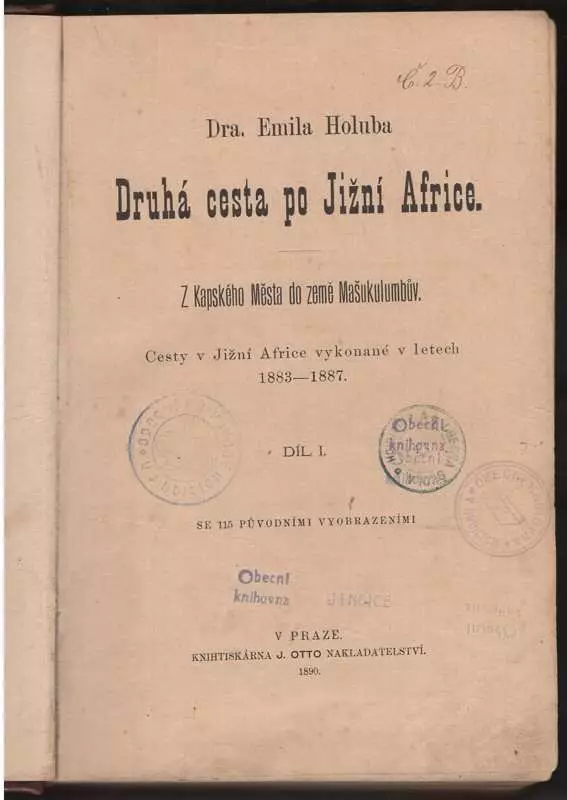 Č. 2. B.
Dra. Emila Holuba
Druhá cesta po Jižní Africe.
Z Kapského Města do země Mašukulumbův.
Cesty v Jižní Africe vykonané v letech
1883—1887.
DÍL I.
Obecní
knihovna
SE 115 PŮVODNÍMI VYOBRAZENÍMI
Obecní
knihovna
JINWCE
V PRAZE.
KNIHTISKÁRNA J. OTTO NAKLADATELSTVÍ.
1890.